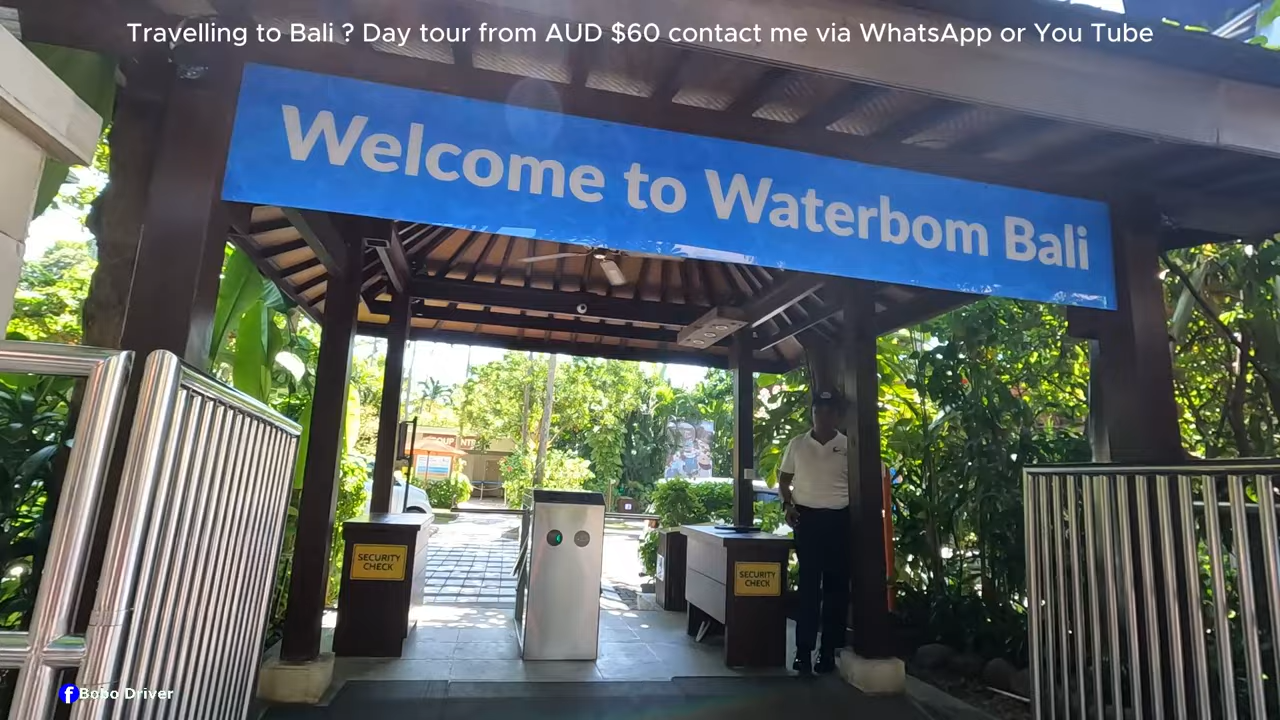 Travelling to Bali ? Day tour from AUD $60 contact me via WhatsApp or You Tube
Welcome to Waterbom Bali
SECURITY
CHECK
SECURITY
CHECK
f Bobo Driver